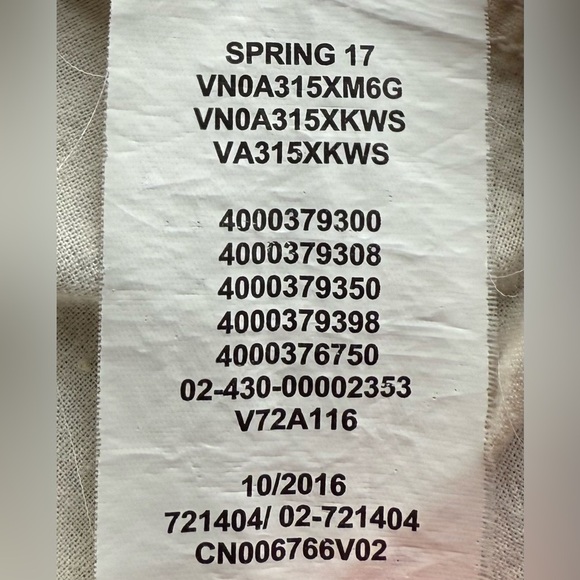 SPRING 17
VN0A315XM6G
VN0A315XKWS
VA315XKWS
4000379300
4000379308
4000379350
4000379398
4000376750
02-430-00002353
V72A116
10/2016
721404/ 02-721404
CN006766V02